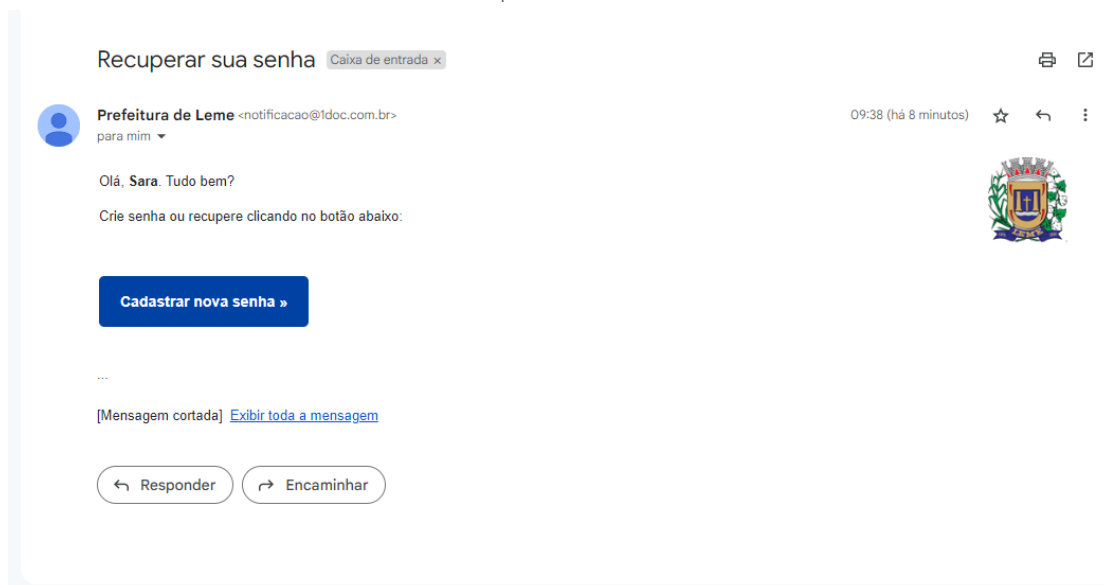 Recuperar sua senha Caixa de entrada ×
Prefeitura de Leme <notificacao@1doc.com.br> 09:38 (há 8 minutos)
para mim
Olá, Sara. Tudo bem?
Crie senha ou recupere clicando no botão abaixo:
LEME
Cadastrar nova senha »
...
[Mensagem cortada] Exibir toda a mensagem
Responder Encaminhar